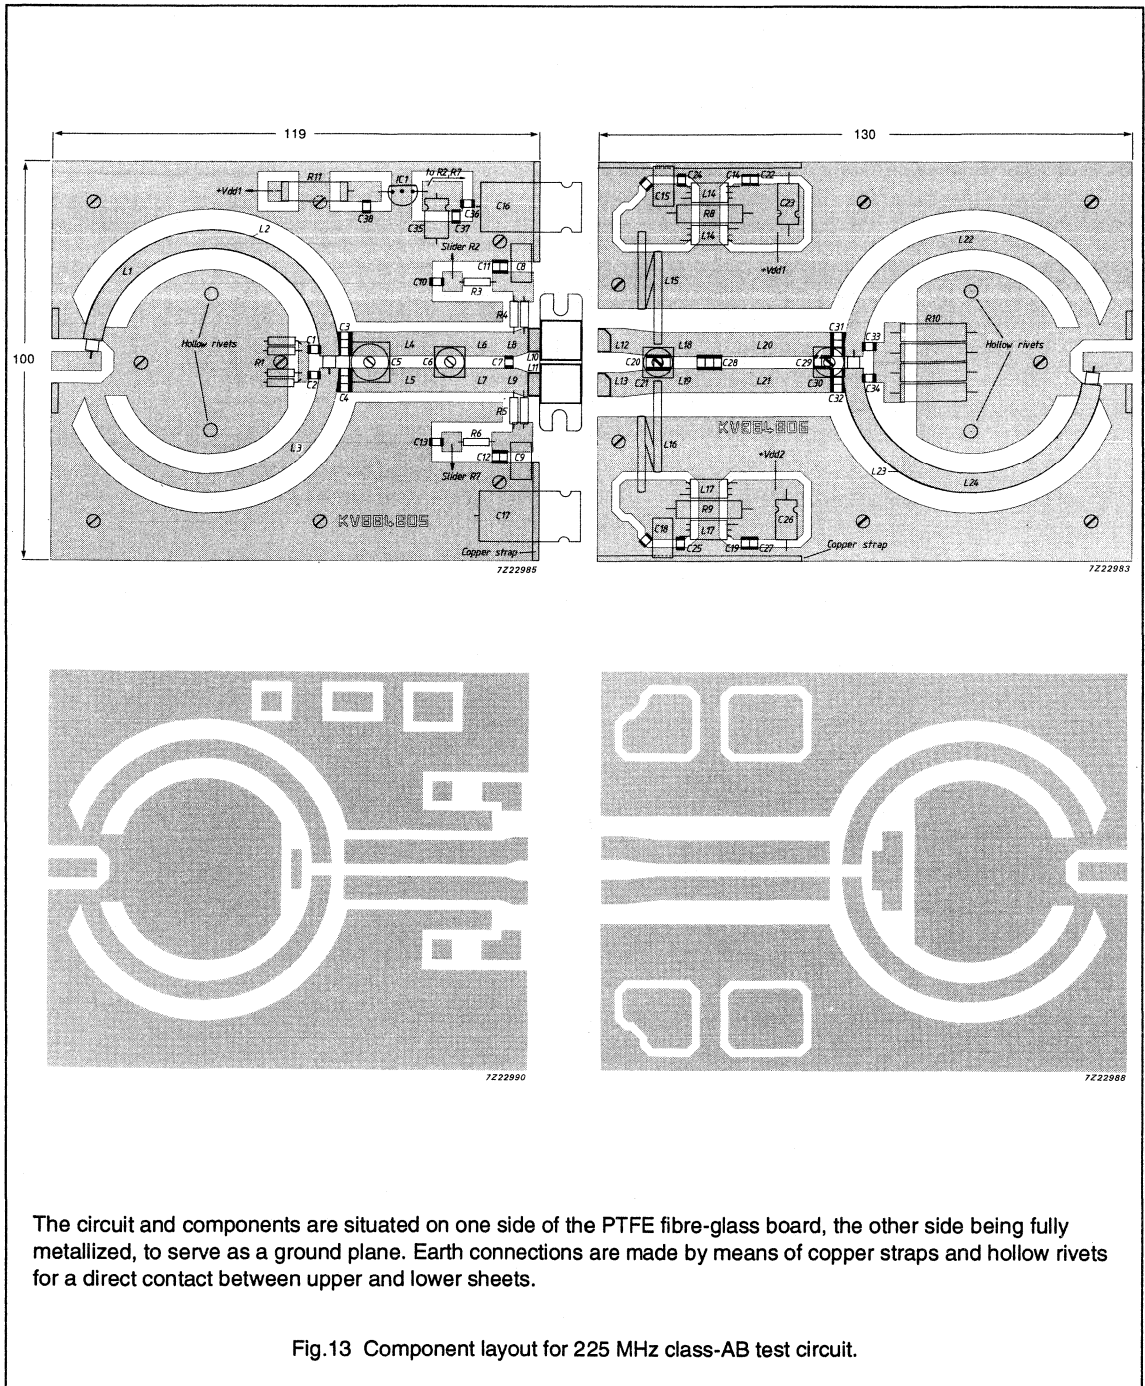 119
130
100
+Vdd1
R11
IC1
to R2,R7
C38
C35
C36
C37
C16
L2
L1
Slider R2
C11
C8
C10
R3
R4
Hollow rivets
R1
C1
C2
C3
C4
L4
L6
L8
L10
C5
C6
C7
L11
L5
L7
L9
R5
L3
C13
R6
C12
C9
Slider R7
C17
KV884805
Copper strap
7Z22985
C24
C14
C22
C15
L14
R8
L14
C23
+Vdd1
L15
L22
L12
L18
L20
C31
C33
R10
Hollow rivets
C20
C28
C29
L13
C21
L19
L21
C30
C32
C34
KV884806
L16
+Vdd2
L23
L24
L17
R9
L17
C26
C18
C25
C19
C27
Copper strap
7Z22983
7Z22990
7Z22988
The circuit and components are situated on one side of the PTFE fibre-glass board, the other side being fully
metallized, to serve as a ground plane. Earth connections are made by means of copper straps and hollow rivets
for a direct contact between upper and lower sheets.
Fig.13 Component layout for 225 MHz class-AB test circuit.